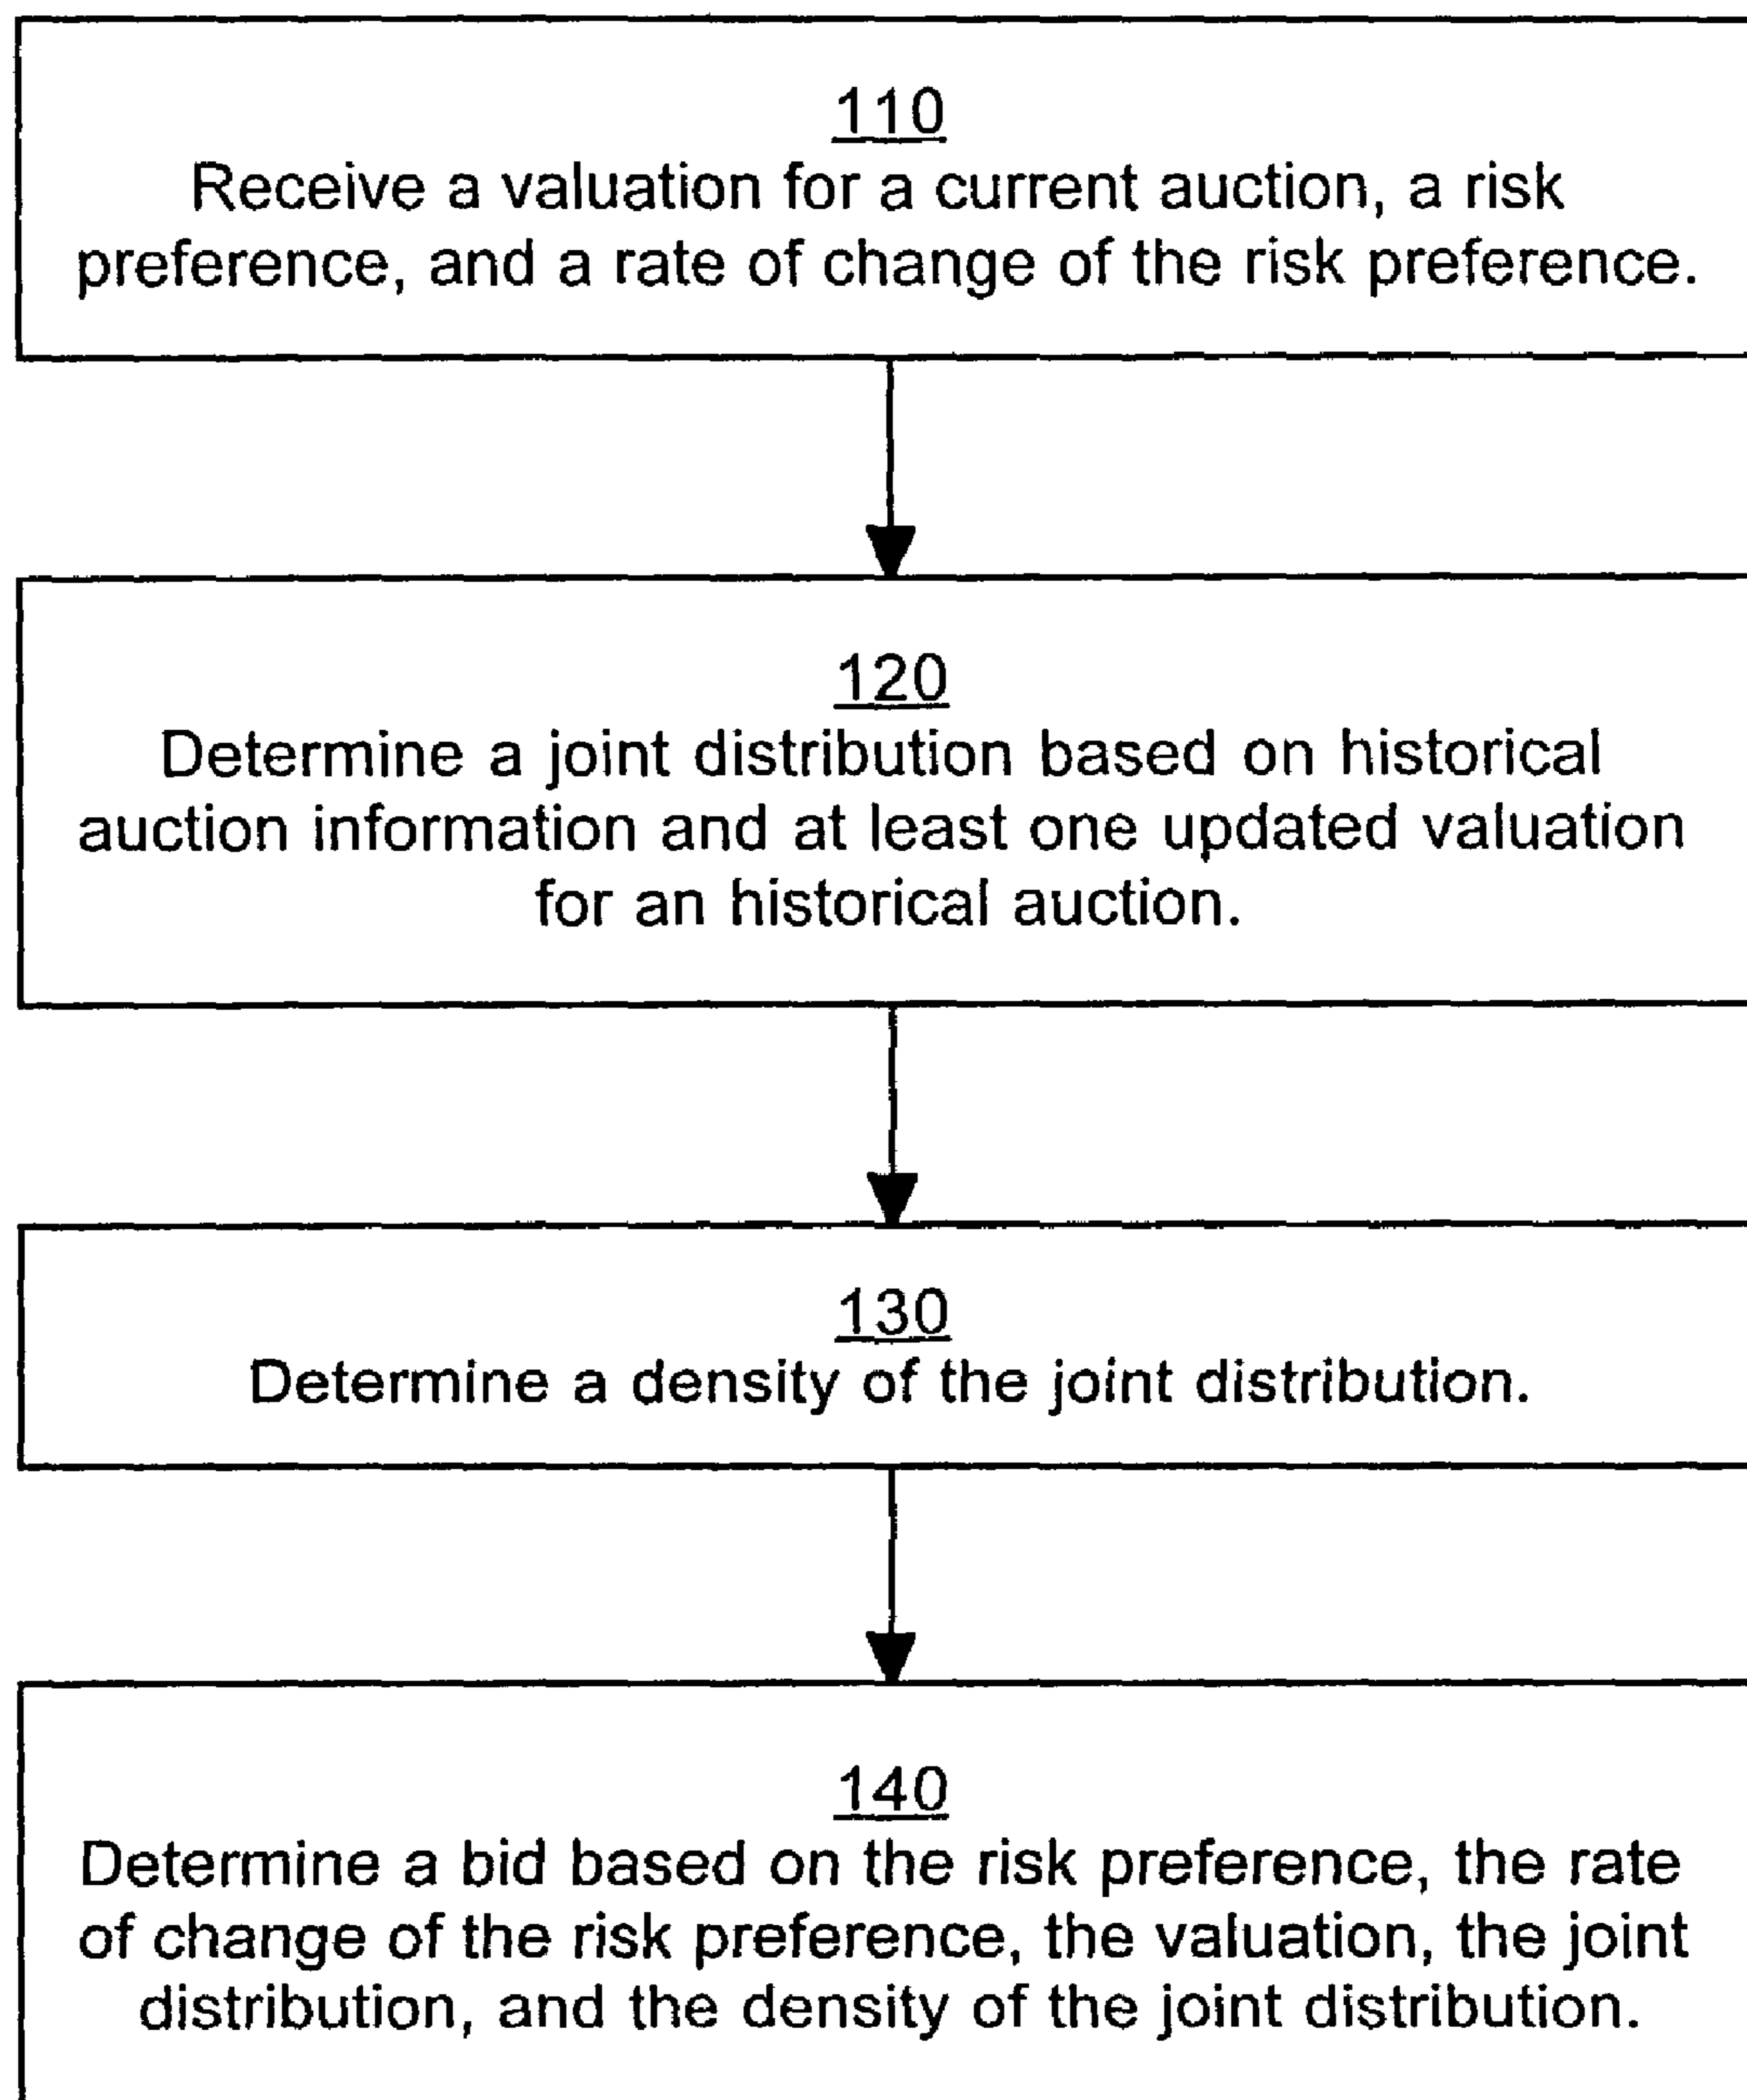 110
Receive a valuation for a current auction, a risk
preference, and a rate of change of the risk preference.
120
Determine a joint distribution based on historical
auction information and at least one updated valuation
for an historical auction.
130
Determine a density of the joint distribution.
140
Determine a bid based on the risk preference, the rate
of change of the risk preference, the valuation, the joint
distribution, and the density of the joint distribution.